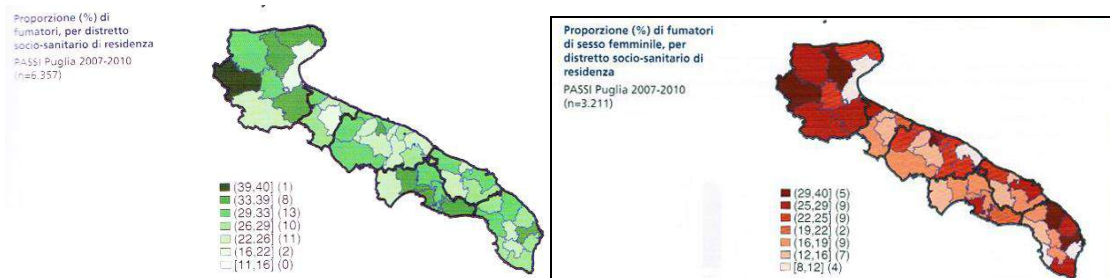 Proporzione (%) di
fumatori, per distretto
socio-sanitario di residenza
PASSI Puglia 2007-2010
(n=6.357)
(39,40] (1)
(33,39] (8)
(29,33] (13)
(26,29] (10)
(22,26] (11)
(16,22] (2)
[11,16] (0)
Proporzione (%) di fumatori
di sesso femminile, per
distretto socio-sanitario di
residenza
PASSI Puglia 2007-2010
(n=3.211)
(29,40] (5)
(25,29] (9)
(22,25] (9)
(19,22] (2)
(16,19] (9)
(12,16] (7)
[8,12] (4)